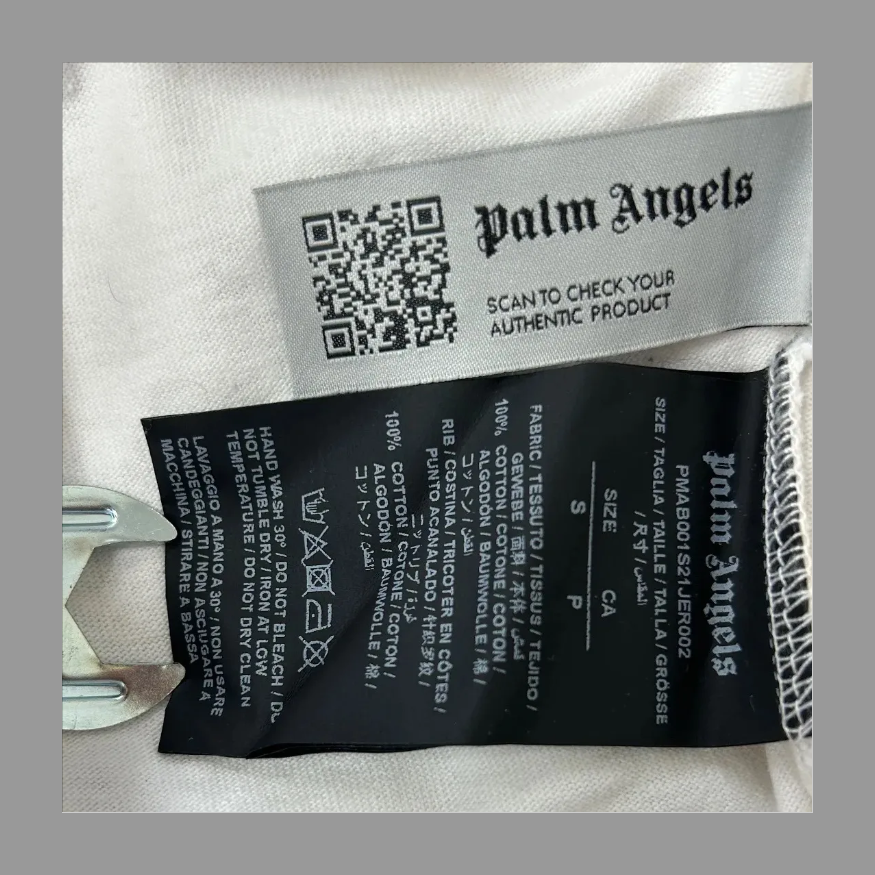 Palm Angels
SCAN TO CHECK YOUR
AUTHENTIC PRODUCT
Palm Angels
PMAB001S21JER002
SIZE / TAGLIA / TAILLE / TALLA / GRÖSSE
/ 尺寸 / المقاس
SIZE CA
S P
FABRIC / TESSUTO / TISSUS / TEJIDO /
GEWEBE / 面料 / 本体 / قماش
100% COTTON / COTONE / COTON /
ALGODÓN / BAUMWOLLE / 棉 /
コットン / القطن
RIB / COSTINA / TRICOTER EN CÔTES /
PUNTO ACANALADO / 针织罗纹 /
ニットリブ /
100% COTTON / COTONE / COTON /
ALGODÓN / BAUMWOLLE / 棉 /
コットン / القطن
HAND WASH 30° / DO NOT BLEACH / DO
NOT TUMBLE DRY / IRON AT LOW
TEMPERATURE / DO NOT DRY CLEAN
LAVAGGIO A MANO A 30° / NON USARE
CANDEGGIANTI / NON ASCIUGARE A
MACCHINA / STIRARE A BASSA